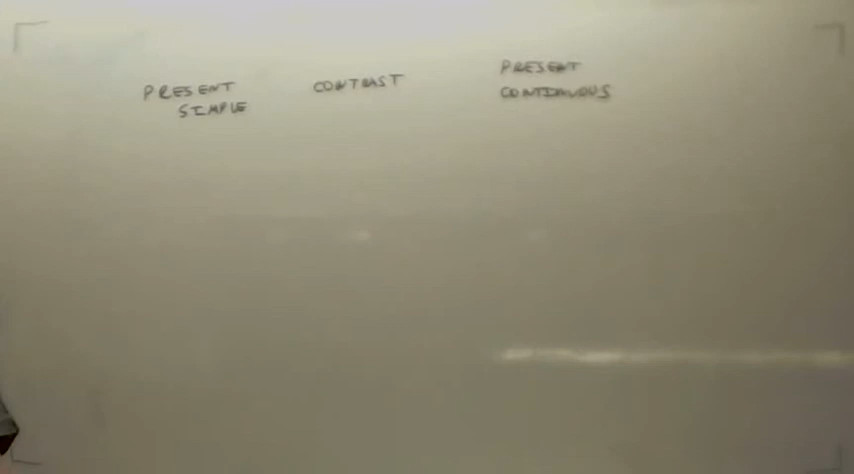 PRESENT
SIMPLE
CONTRAST
PRESENT
CONTINUOUS